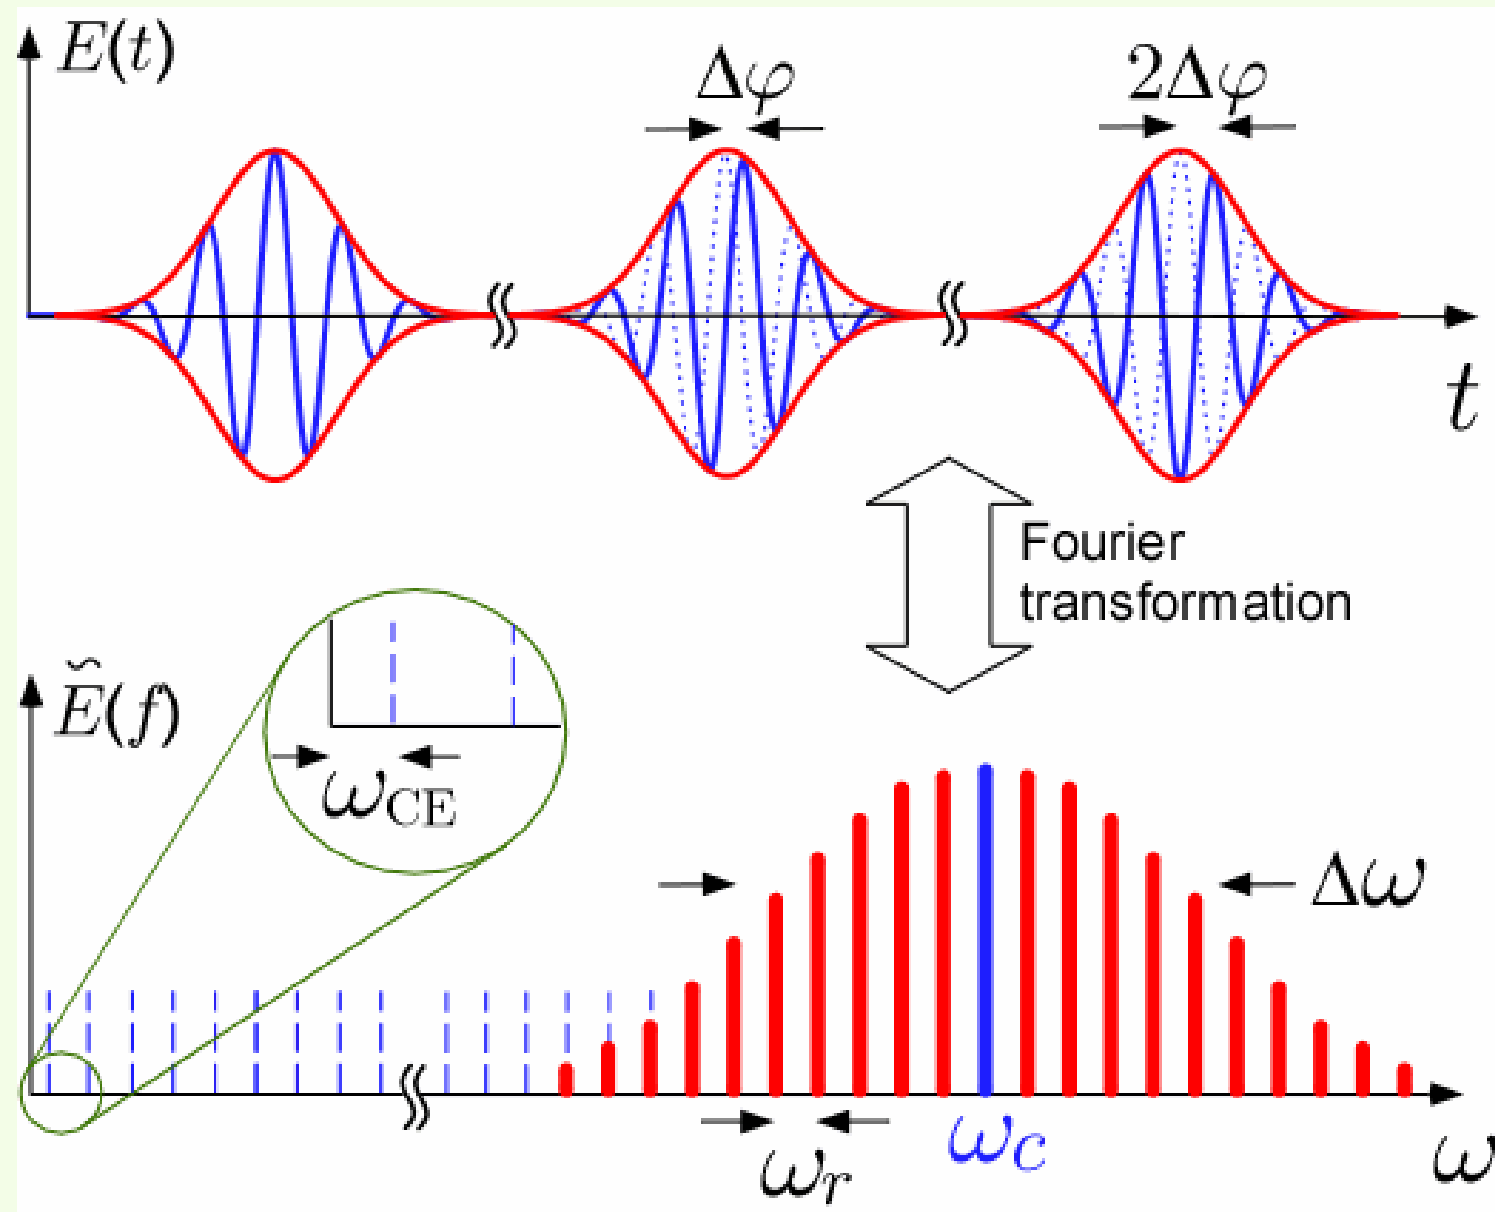 E(t)
Δφ
2Δφ
t
Fourier
transformation
Ĕ(f)
ω_CE
Δω
ω_r
ω_C
ω